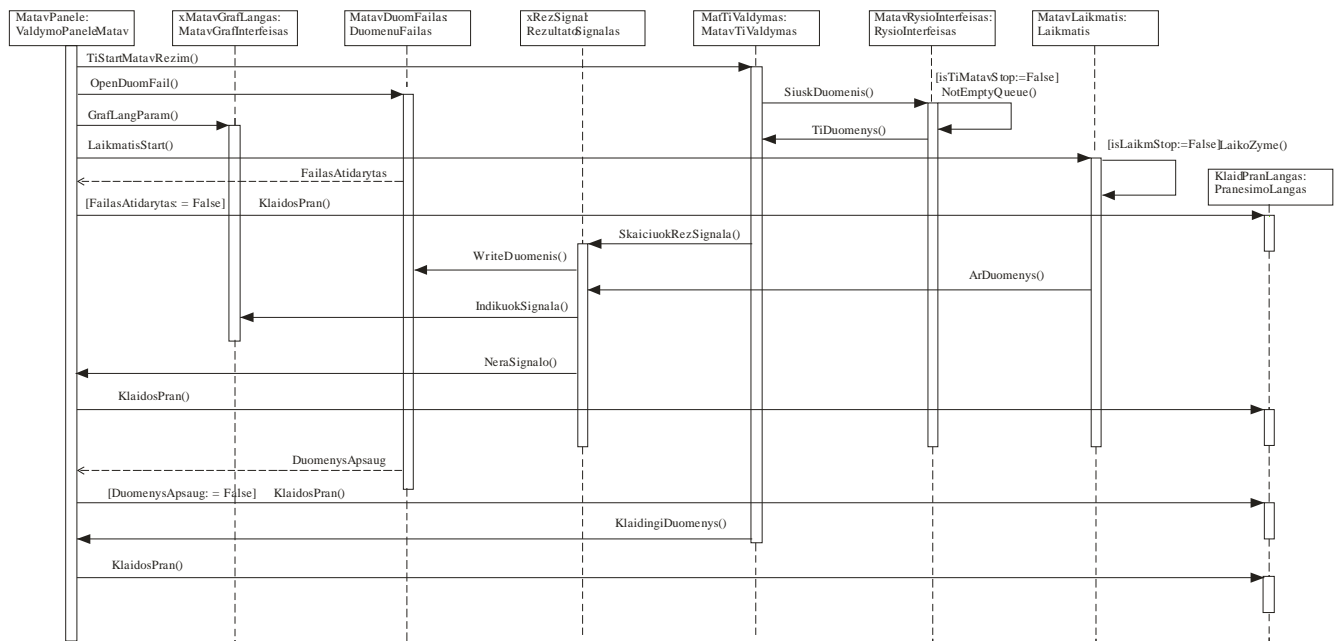 MatavPanele:
ValdymoPaneleMatav
xMatavGrafLangas:
MatavGrafInterfeisas
MatavDuomFailas
DuomenuFailas
xRezSignal:
RezultatoSignalas
MatTiValdymas:
MatavTiValdymas
MatavRysioInterfeisas:
RysioInterfeisas
MatavLaikmatis:
Laikmatis
TiStartMatavRezim()
OpenDuomFail()
SiuskDuomenis()
[isTiMatavStop:=False]
NotEmptyQueue()
GrafLangParam()
TiDuomenys()
LaikmatisStart()
[isLaikmStop:=False]LaikoZyme()
FailasAtidarytas
KlaidPranLangas:
PranesimoLangas
[FailasAtidarytas: = False] KlaidosPran()
SkaiciuokRezSignala()
WriteDuomenis()
ArDuomenys()
IndikuokSignala()
NeraSignalo()
KlaidosPran()
DuomenysApsaug
[DuomenysApsaug: = False] KlaidosPran()
KlaidingiDuomenys()
KlaidosPran()